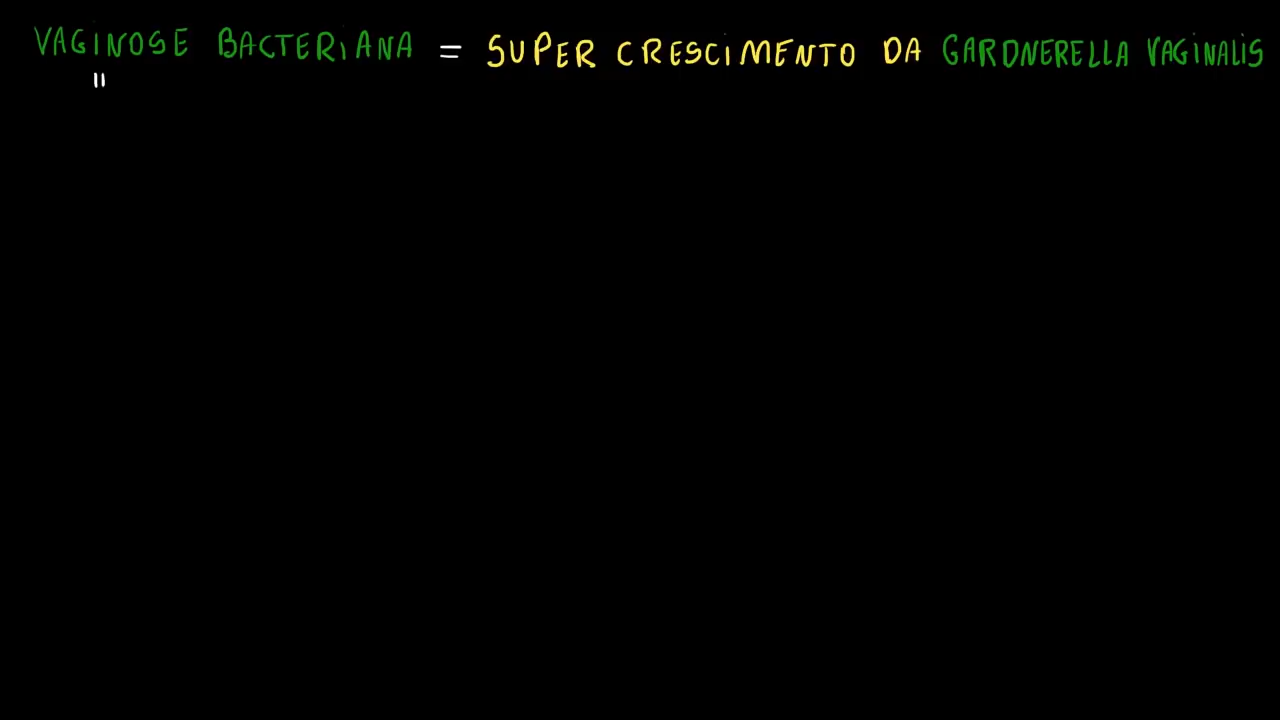 VAGINOSE BACTERIANA = SUPER CRESCIMENTO DA GARDNERELLA VAGINALIS
"